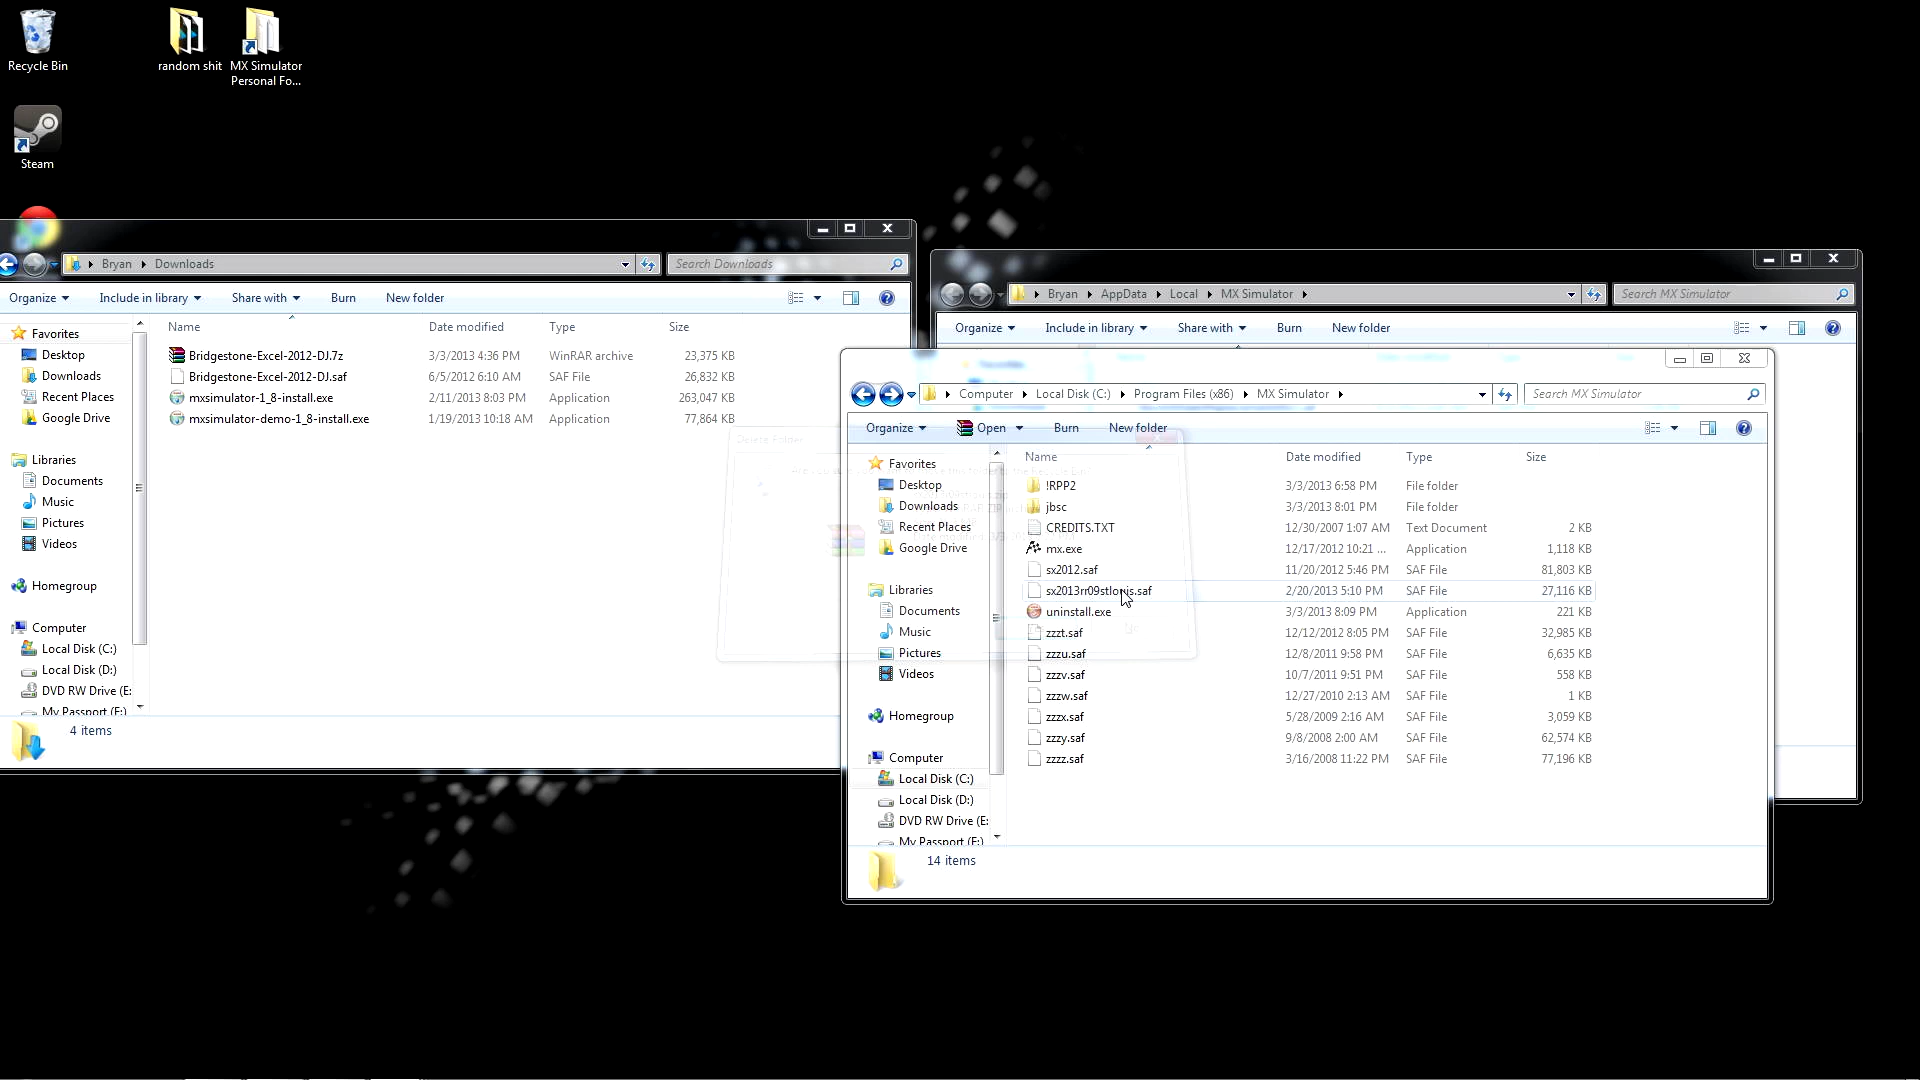 Recycle Bin
random shit
MX Simulator
Personal Fo...
Steam
Bryan
Downloads
Search Downloads
Organize
Include in library
Share with
Burn
New folder
Favorites
Desktop
Downloads
Recent Places
Google Drive
Libraries
Documents
Music
Pictures
Videos
Homegroup
Computer
Local Disk (C:)
Local Disk (D:)
DVD RW Drive (E:
My Passport (F:)
Name Date modified Type Size
Bridgestone-Excel-2012-DJ.7z 3/3/2013 4:36 PM WinRAR archive 23,375 KB
Bridgestone-Excel-2012-DJ.saf 6/5/2012 6:10 AM SAF File 26,832 KB
mxsimulator-1_8-install.exe 2/11/2013 8:03 PM Application 263,047 KB
mxsimulator-demo-1_8-install.exe 1/19/2013 10:18 AM Application 77,864 KB
4 items
Bryan
AppData
Local
MX Simulator
Search MX Simulator
Organize
Include in library
Share with
Burn
New folder
Computer
Local Disk (C:)
Program Files (x86)
MX Simulator
Search MX Simulator
Organize
Open
Burn
New folder
Delete Folder
Favorites
Desktop
Downloads
Recent Places
Google Drive
Libraries
Documents
Music
Pictures
Videos
Homegroup
Computer
Local Disk (C:)
Local Disk (D:)
DVD RW Drive (E:
My Passport (F:)
Name Date modified Type Size
!RPP2 3/3/2013 6:58 PM File folder
jbsc 3/3/2013 8:01 PM File folder
CREDITS.TXT 12/30/2007 1:07 AM Text Document 2 KB
mx.exe 12/17/2012 10:21 ... Application 1,118 KB
sx2012.saf 11/20/2012 5:46 PM SAF File 81,803 KB
sx2013rr09stlouis.saf 2/20/2013 5:10 PM SAF File 27,116 KB
uninstall.exe 3/3/2013 8:09 PM Application 221 KB
zzzt.saf 12/12/2012 8:05 PM SAF File 32,985 KB
zzzu.saf 12/8/2011 9:58 PM SAF File 6,635 KB
zzzv.saf 10/7/2011 9:51 PM SAF File 558 KB
zzzw.saf 12/27/2010 2:13 AM SAF File 1 KB
zzzx.saf 5/28/2009 2:16 AM SAF File 3,059 KB
zzzy.saf 9/8/2008 2:00 AM SAF File 62,574 KB
zzzz.saf 3/16/2008 11:22 PM SAF File 77,196 KB
14 items